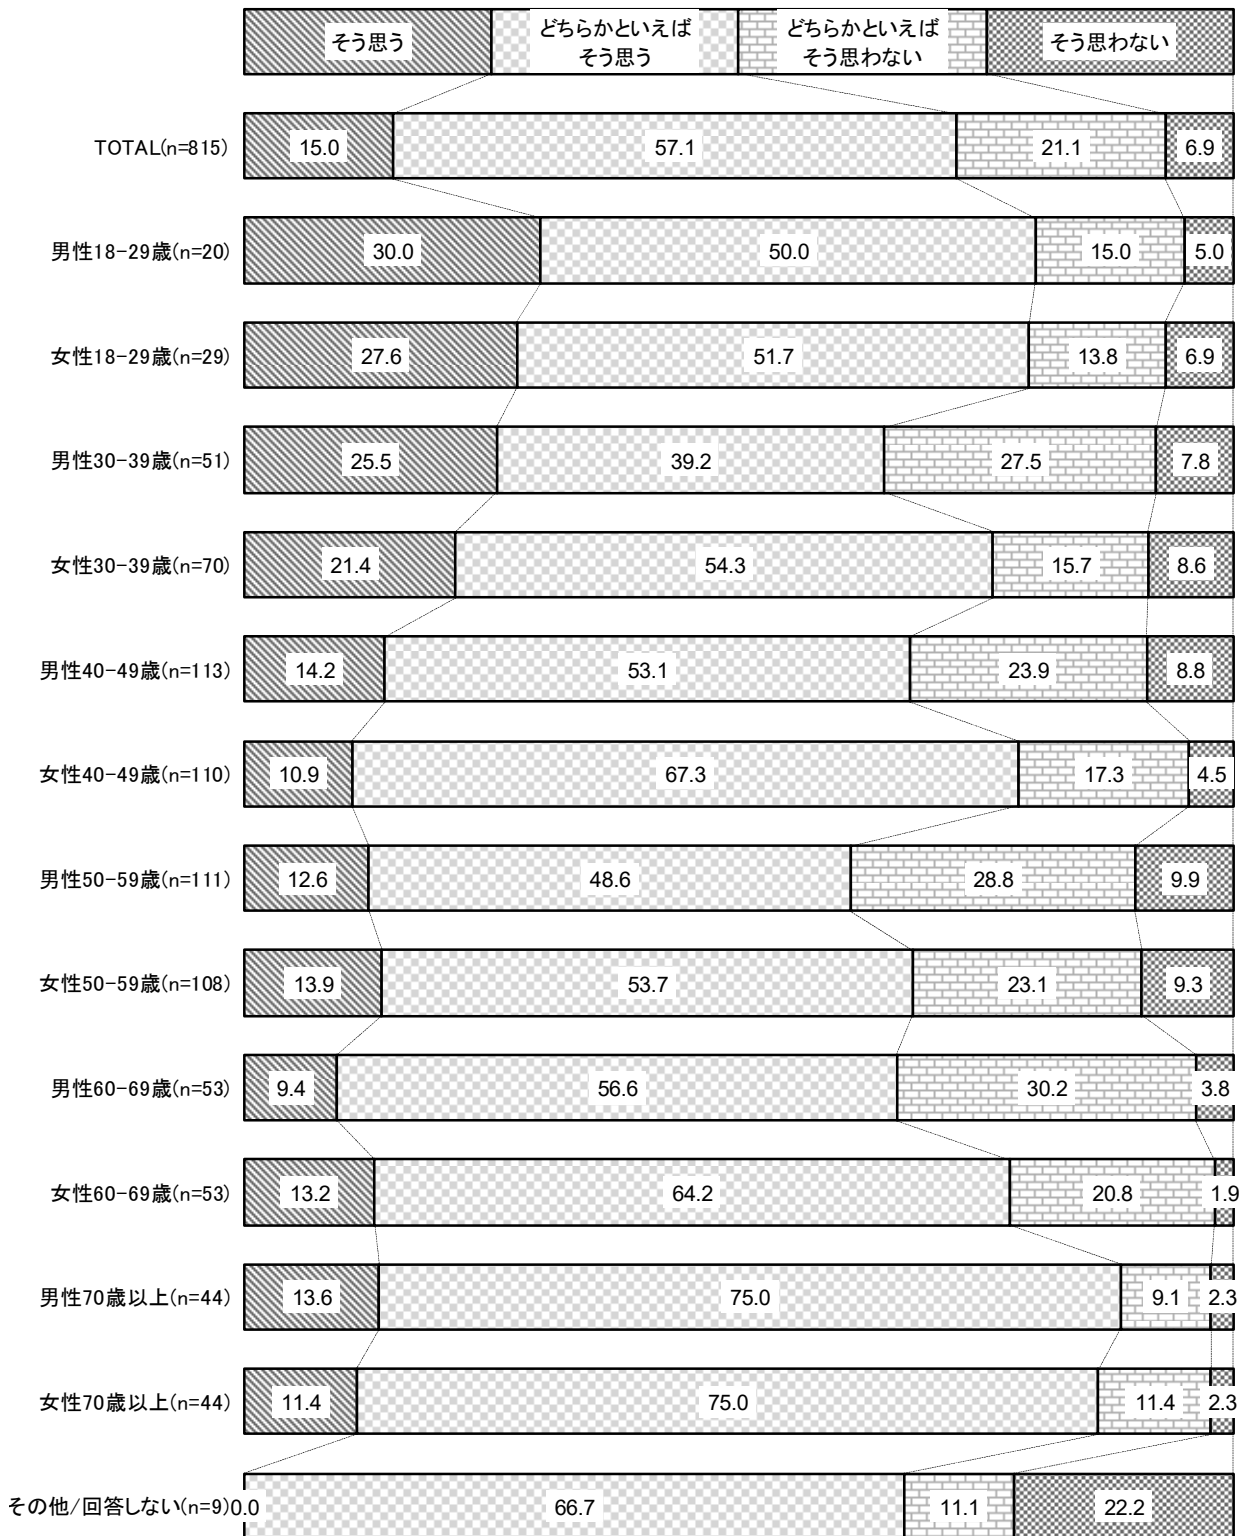 そう思う
どちらかといえば
そう思う
どちらかといえば
そう思わない
そう思わない
TOTAL(n=815) 15.0 57.1 21.1 6.9
男性18-29歳(n=20) 30.0 50.0 15.0 5.0
女性18-29歳(n=29) 27.6 51.7 13.8 6.9
男性30-39歳(n=51) 25.5 39.2 27.5 7.8
女性30-39歳(n=70) 21.4 54.3 15.7 8.6
男性40-49歳(n=113) 14.2 53.1 23.9 8.8
女性40-49歳(n=110) 10.9 67.3 17.3 4.5
男性50-59歳(n=111) 12.6 48.6 28.8 9.9
女性50-59歳(n=108) 13.9 53.7 23.1 9.3
男性60-69歳(n=53) 9.4 56.6 30.2 3.8
女性60-69歳(n=53) 13.2 64.2 20.8 1.9
男性70歳以上(n=44) 13.6 75.0 9.1 2.3
女性70歳以上(n=44) 11.4 75.0 11.4 2.3
その他/回答しない(n=9) 0.0 66.7 11.1 22.2